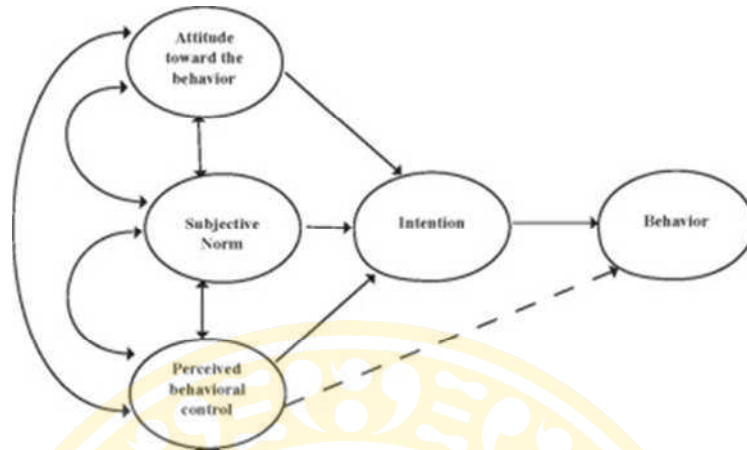 Attitude
toward the
behavior
Subjective
Norm
Intention
Behavior
Perceived
behavioral
control